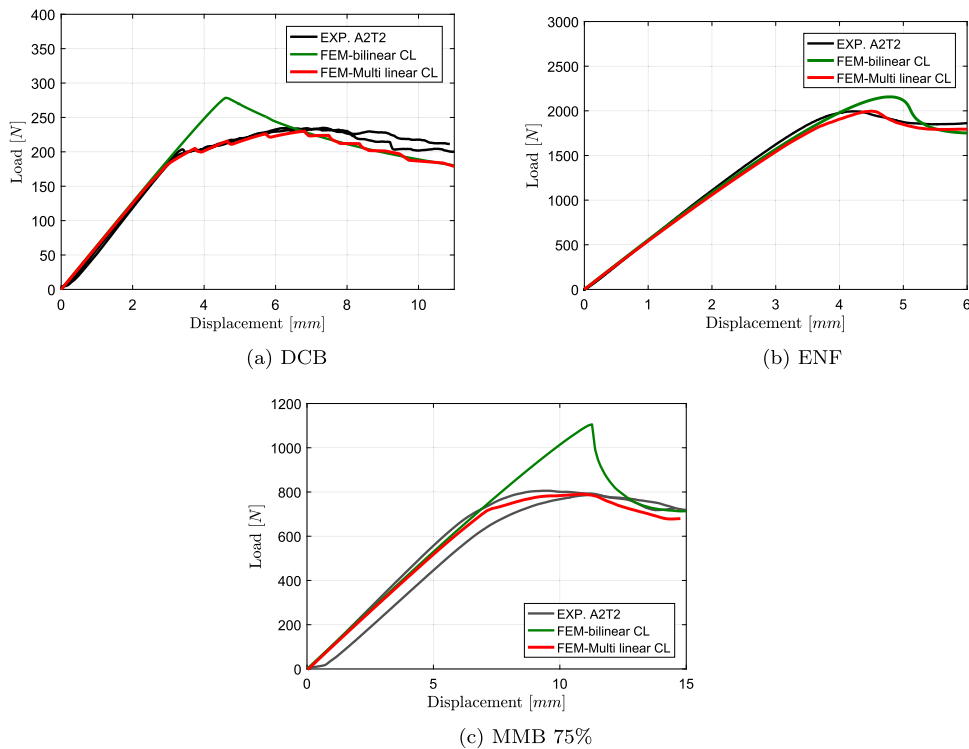 400
350
300
250
200
150
100
50
0
Load [N]
EXP. A2T2
FEM-bilinear CL
FEM-Multi linear CL
0 2 4 6 8 10
Displacement [mm]
(a) DCB
3000
2500
2000
1500
1000
500
0
Load [N]
EXP. A2T2
FEM-bilinear CL
FEM-Multi linear CL
0 1 2 3 4 5 6
Displacement [mm]
(b) ENF
1200
1000
800
600
400
200
0
Load [N]
EXP. A2T2
FEM-bilinear CL
FEM-Multi linear CL
0 5 10 15
Displacement [mm]
(c) MMB 75%